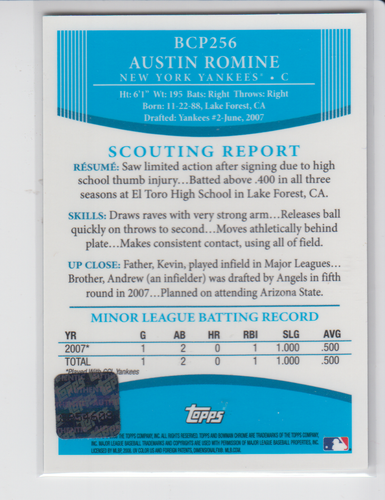 BCP256
AUSTIN ROMINE
NEW YORK YANKEES™ • C
Ht: 6'1" Wt: 195 Bats: Right Throws: Right
Born: 11-22-88, Lake Forest, CA
Drafted: Yankees #2-June, 2007
SCOUTING REPORT
RÉSUMÉ: Saw limited action after signing due to high
school thumb injury...Batted above .400 in all three
seasons at El Toro High School in Lake Forest, CA.
SKILLS: Draws raves with very strong arm...Releases ball
quickly on throws to second...Moves athletically behind
plate...Makes consistent contact, using all of field.
UP CLOSE: Father, Kevin, played infield in Major Leagues...
Brother, Andrew (an infielder) was drafted by Angels in fifth
round in 2007...Planned on attending Arizona State.
MINOR LEAGUE BATTING RECORD
YR G AB HR RBI SLG AVG
2007* 1 2 0 1 1.000 .500
TOTAL 1 2 0 1 1.000 .500
*Played With GCL Yankees
Topps